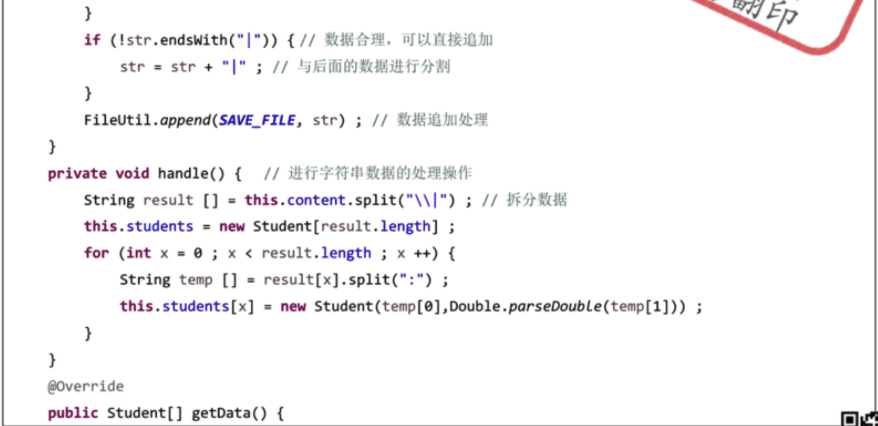 }
if (!str.endsWith("|")) { // 数据合理，可以直接追加
str = str + "|" ; // 与后面的数据进行分割
}
FileUtil.append(SAVE_FILE, str) ; // 数据追加处理
}
private void handle() { // 进行字符串数据的处理操作
String result [] = this.content.split("\\|") ; // 拆分数据
this.students = new Student[result.length] ;
for (int x = 0 ; x < result.length ; x ++) {
String temp [] = result[x].split(":") ;
this.students[x] = new Student(temp[0],Double.parseDouble(temp[1])) ;
}
}
@Override
public Student[] getData() {
翻印